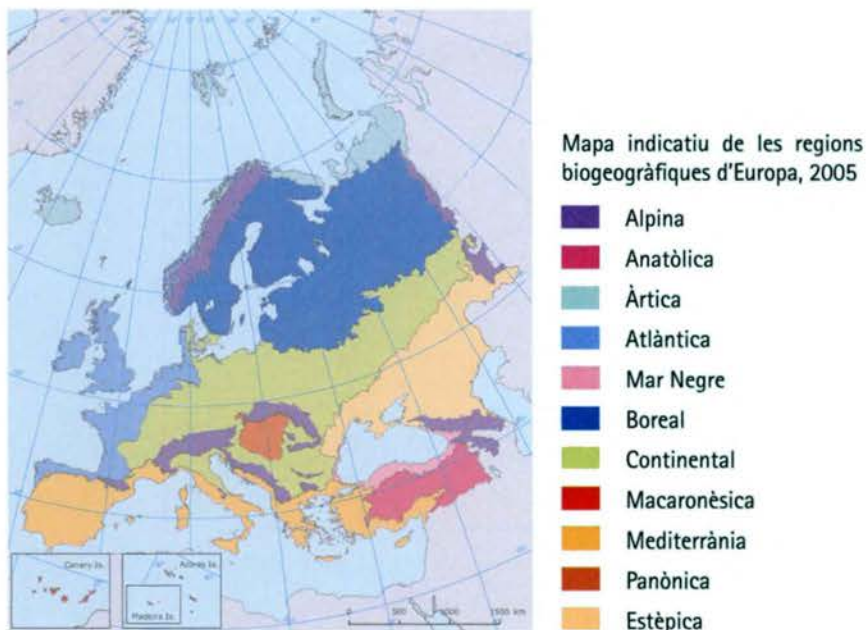 Mapa indicatiu de les regions
biogeogràfiques d'Europa, 2005
Alpina
Anatòlica
Àrtica
Atlàntica
Mar Negre
Boreal
Continental
Macaronèsica
Mediterrània
Panònica
Estèpica
Canary Is.
Azores Is.
Madeira Is.
0 500 1000 1500 km